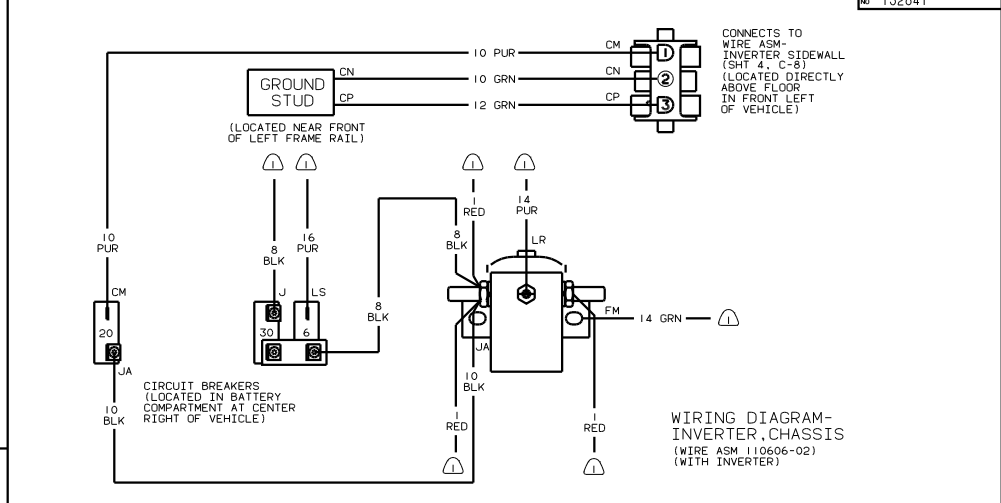 NO 132841
CONNECTS TO
WIRE ASM-
INVERTER SIDEWALL
(SHT 4, C-8)
(LOCATED DIRECTLY
ABOVE FLOOR
IN FRONT LEFT
OF VEHICLE)
10 PUR
CM
1
CN
10 GRN
CN
2
CP
12 GRN
CP
3
GROUND
STUD
(LOCATED NEAR FRONT
OF LEFT FRAME RAIL)
1
1
1
1
1
RED
14
PUR
10
PUR
8
BLK
16
PUR
8
BLK
LR
CM
J
LS
8
BLK
FM
14 GRN
1
20
30
6
JA
JA
10
BLK
CIRCUIT BREAKERS
(LOCATED IN BATTERY
COMPARTMENT AT CENTER
RIGHT OF VEHICLE)
10
BLK
1
RED
1
RED
1
1
WIRING DIAGRAM-
INVERTER,CHASSIS
(WIRE ASM 110606-02)
(WITH INVERTER)